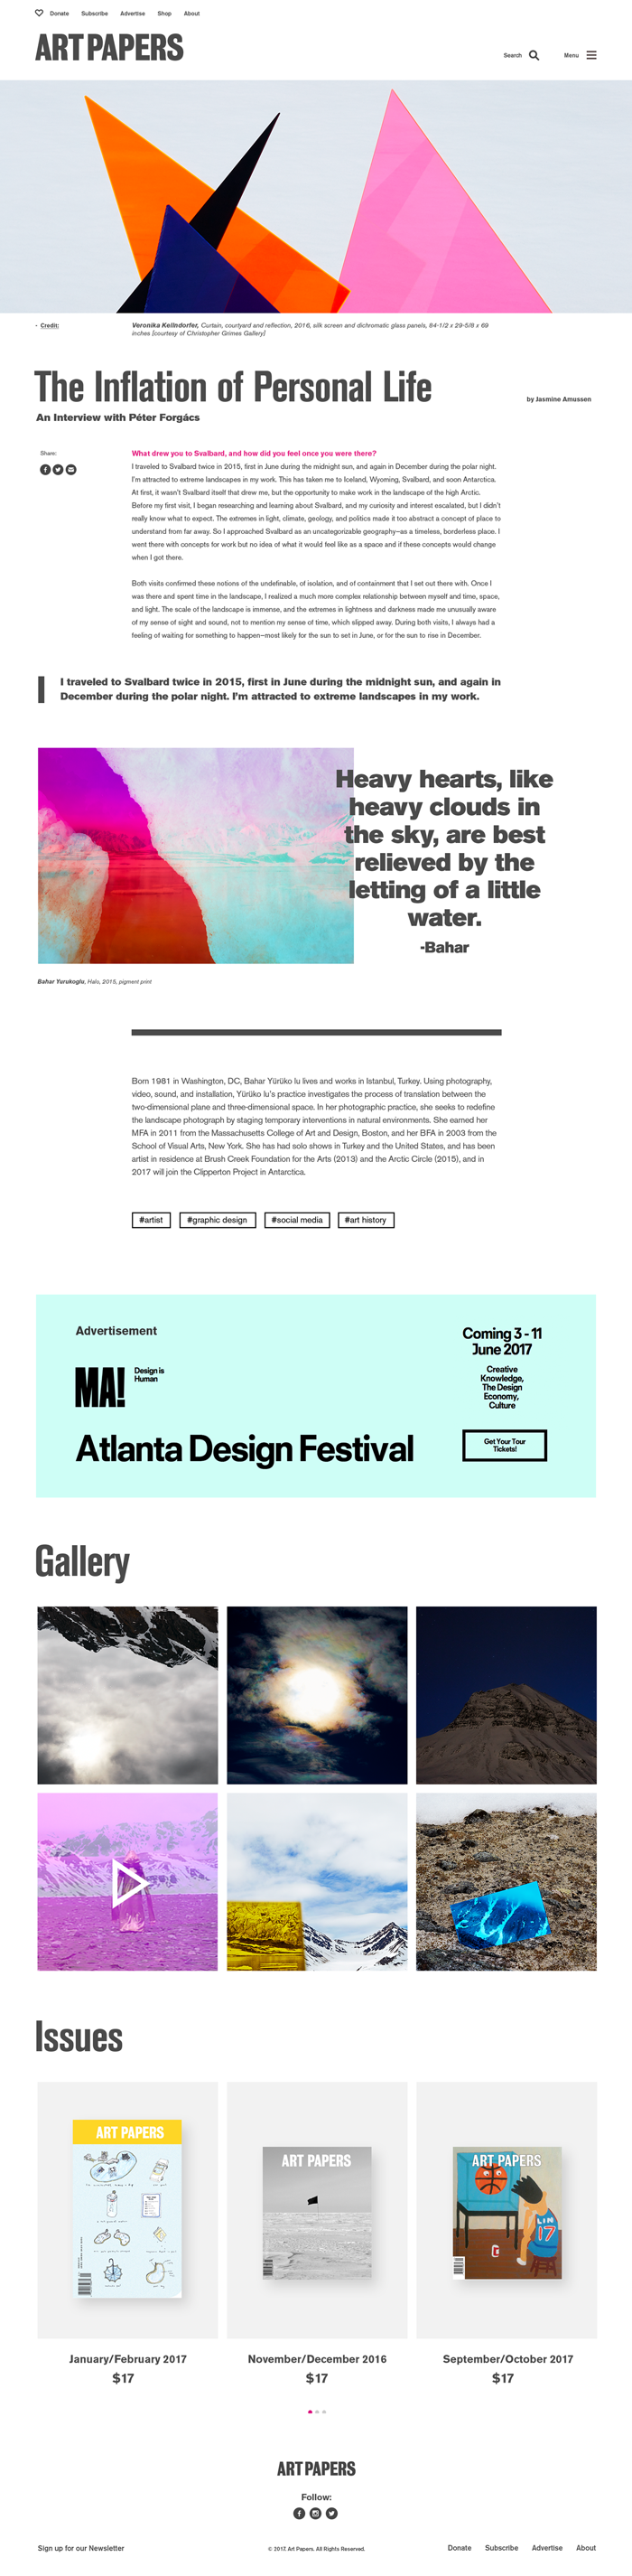 Donate Subscribe Advertise Shop About
ART PAPERS
Search Menu
- Credit:
Veronika Kellndorfer, Curtain, courtyard and reflection, 2016, silk screen and dichromatic glass panels, 84-1/2 x 29-5/8 x 69
inches [courtesy of Christopher Grimes Gallery]
The Inflation of Personal Life
by Jasmine Amussen
An Interview with Péter Forgács
Share:
What drew you to Svalbard, and how did you feel once you were there?
I traveled to Svalbard twice in 2015, first in June during the midnight sun, and again in December during the polar night.
I'm attracted to extreme landscapes in my work. This has taken me to Iceland, Wyoming, Svalbard, and soon Antarctica.
At first, it wasn't Svalbard itself that drew me, but the opportunity to make work in the landscape of the high Arctic.
Before my first visit, I began researching and learning about Svalbard, and my curiosity and interest escalated, but I didn't
really know what to expect. The extremes in light, climate, geology, and politics made it too abstract a concept of place to
understand from far away. So I approached Svalbard as an uncategorizable geography—as a timeless, borderless place. I
went there with concepts for work but no idea of what it would feel like as a space and if these concepts would change
when I got there.
Both visits confirmed these notions of the undefinable, of isolation, and of containment that I set out there with. Once I
was there and spent time in the landscape, I realized a much more complex relationship between myself and time, space,
and light. The scale of the landscape is immense, and the extremes in lightness and darkness made me unusually aware
of my sense of sight and sound, not to mention my sense of time, which slipped away. During both visits, I always had a
feeling of waiting for something to happen—most likely for the sun to set in June, or for the sun to rise in December.
I traveled to Svalbard twice in 2015, first in June during the midnight sun, and again in
December during the polar night. I'm attracted to extreme landscapes in my work.
Heavy hearts, like
heavy clouds in
the sky, are best
relieved by the
letting of a little
water.
-Bahar
Bahar Yurukoglu, Halo, 2015, pigment print
Born 1981 in Washington, DC, Bahar Yürüko lu lives and works in Istanbul, Turkey. Using photography,
video, sound, and installation, Yürüko lu's practice investigates the process of translation between the
two-dimensional plane and three-dimensional space. In her photographic practice, she seeks to redefine
the landscape photograph by staging temporary interventions in natural environments. She earned her
MFA in 2011 from the Massachusetts College of Art and Design, Boston, and her BFA in 2003 from the
School of Visual Arts, New York. She has had solo shows in Turkey and the United States, and has been
artist in residence at Brush Creek Foundation for the Arts (2013) and the Arctic Circle (2015), and in
2017 will join the Clipperton Project in Antarctica.
#artist #graphic design #social media #art history
Advertisement
MA!
Design is
Human
Atlanta Design Festival
Coming 3 - 11
June 2017
Creative
Knowledge,
The Design
Economy,
Culture
Get Your Tour
Tickets!
Gallery
Issues
ART PAPERS
ART PAPERS
ART PAPERS
LIN
17
January/February 2017
$17
November/December 2016
$17
September/October 2017
$17
ART PAPERS
Follow:
Sign up for our Newsletter
© 2017. Art Papers. All Rights Reserved.
Donate Subscribe Advertise About